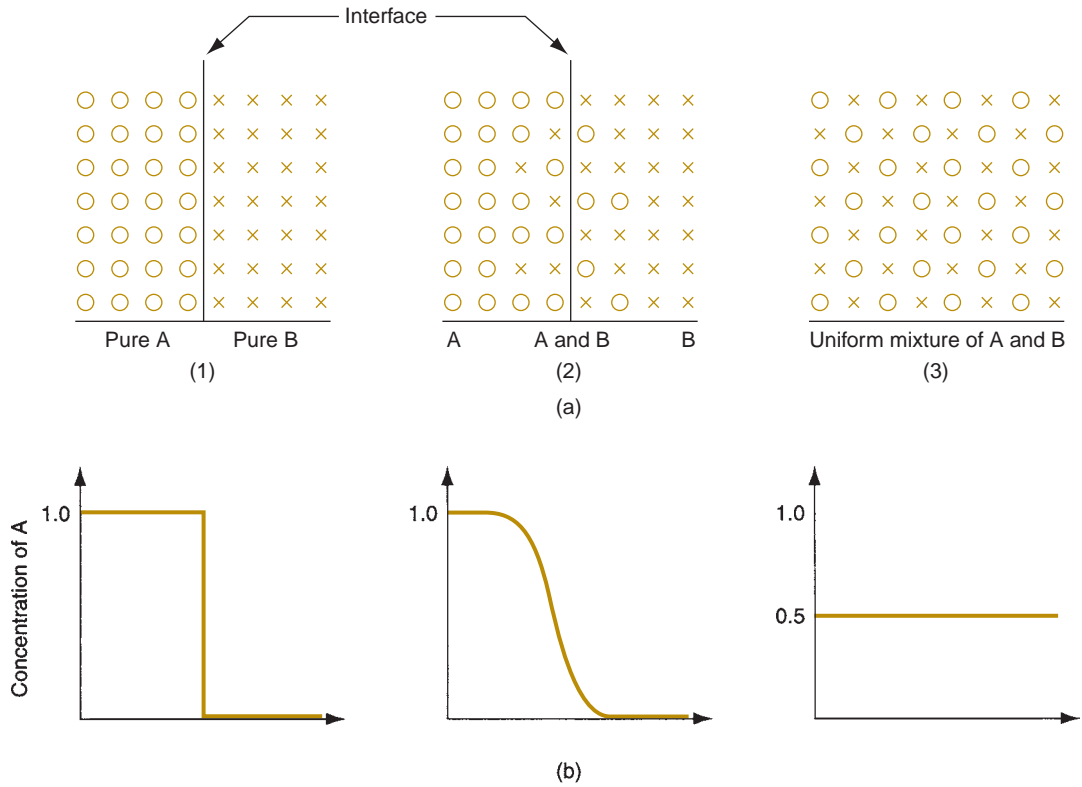 Interface
Pure A
Pure B
(1)
A
A and B
B
(2)
Uniform mixture of A and B
(3)
(a)
Concentration of A
1.0
1.0
1.0
0.5
(b)